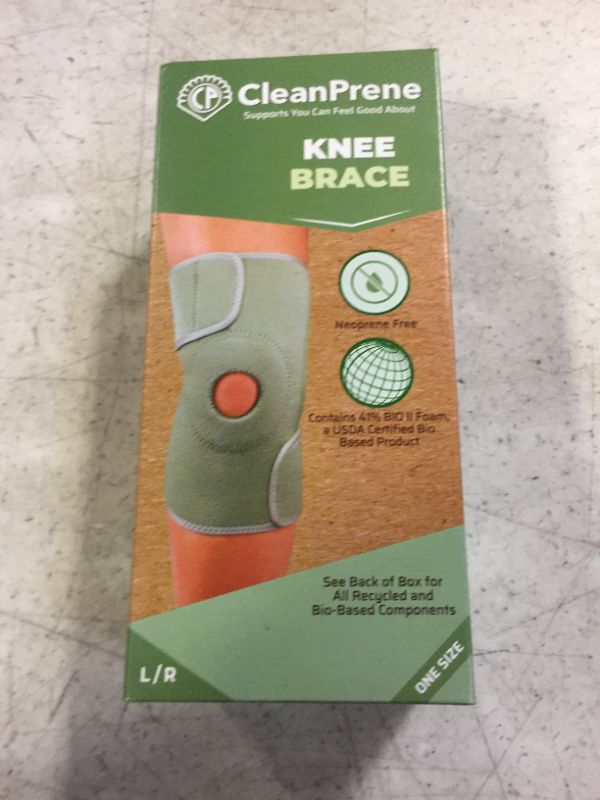 CP
CleanPrene
Supports You Can Feel Good About
KNEE
BRACE
Neoprene Free
Contains 41% BIO II Foam,
a USDA Certified Bio
Based Product
See Back of Box for
All Recycled and
Bio-Based Components
L/R
ONE SIZE